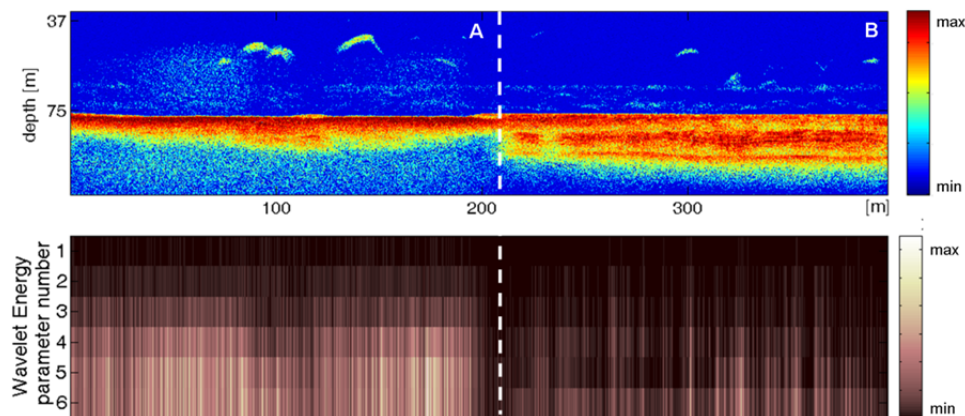 37
A
B
max
depth [m]
75
min
100
200
300
[m]
Wavelet Energy
parameter number
1
2
3
4
5
6
max
min